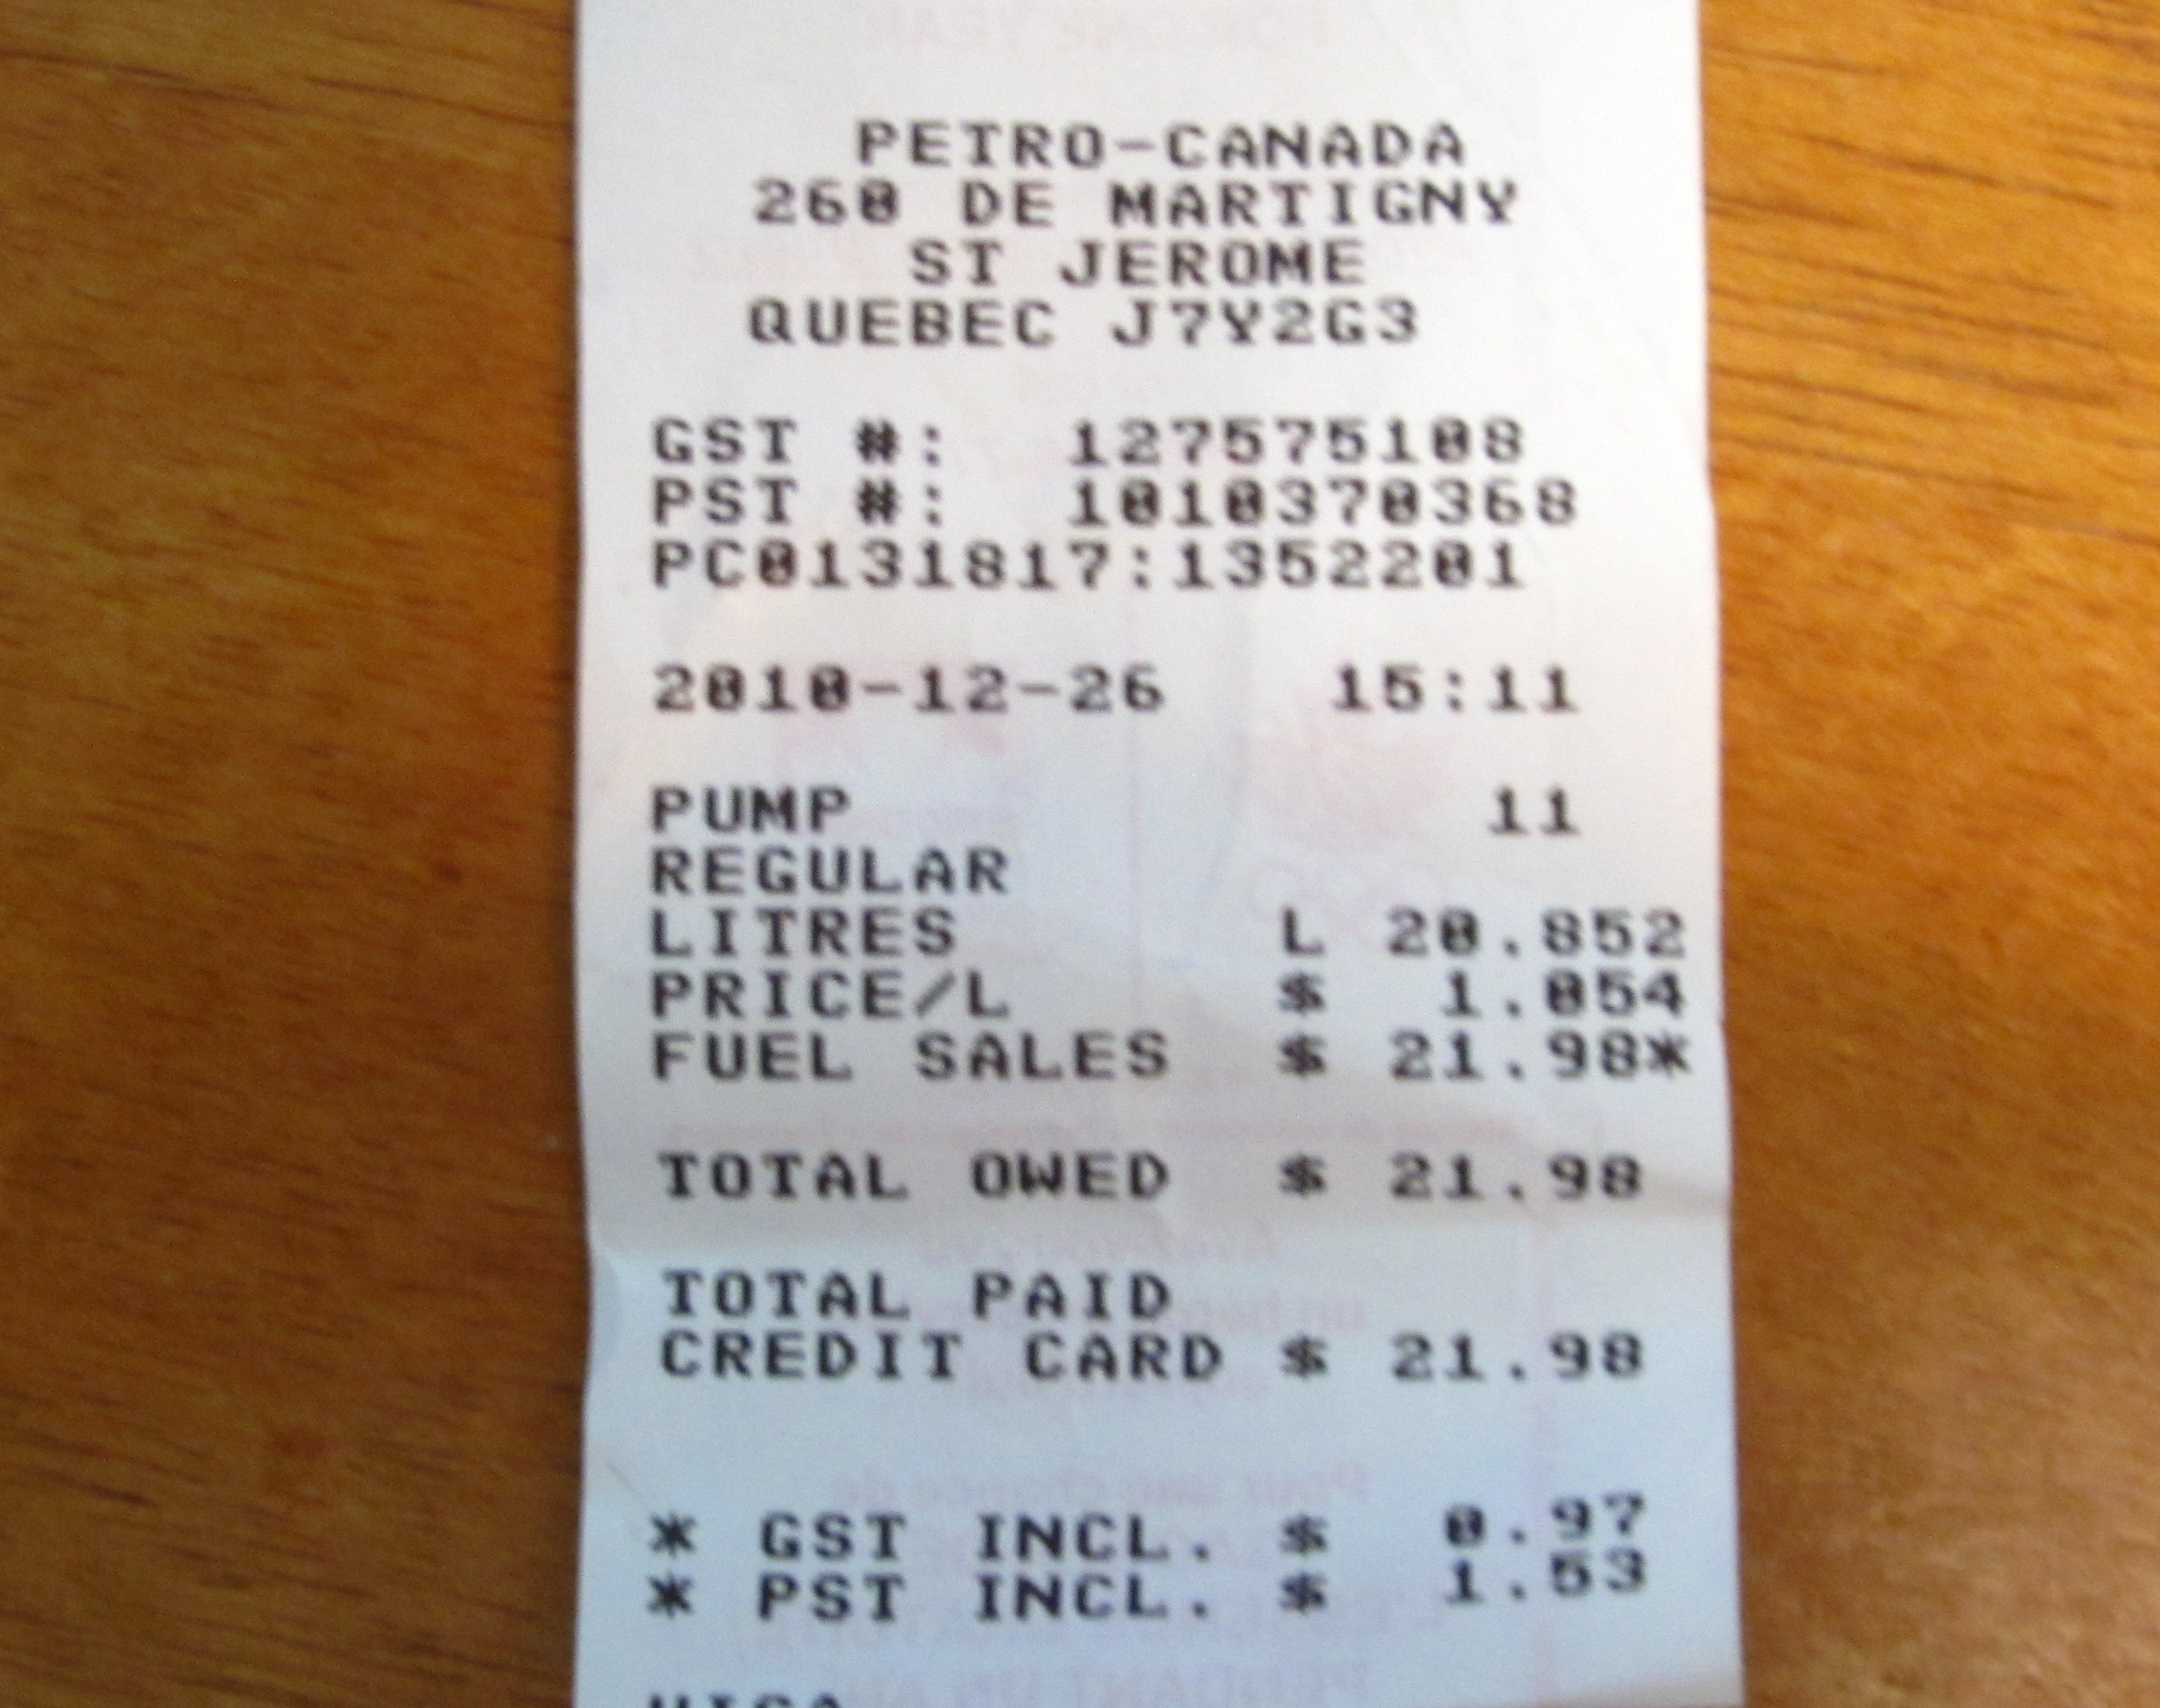 PETRO-CANADA
260 DE MARTIGNY
ST JEROME
QUEBEC J7Y2G3
GST #: 127575108
PST #: 1010370368
PC0131817:1352201
2010-12-26 15:11
PUMP 11
REGULAR
LITRES L 20.852
PRICE/L $ 1.054
FUEL SALES $ 21.98*
TOTAL OWED $ 21.98
TOTAL PAID
CREDIT CARD $ 21.98
* GST INCL. $ 0.97
* PST INCL. $ 1.53
VISA